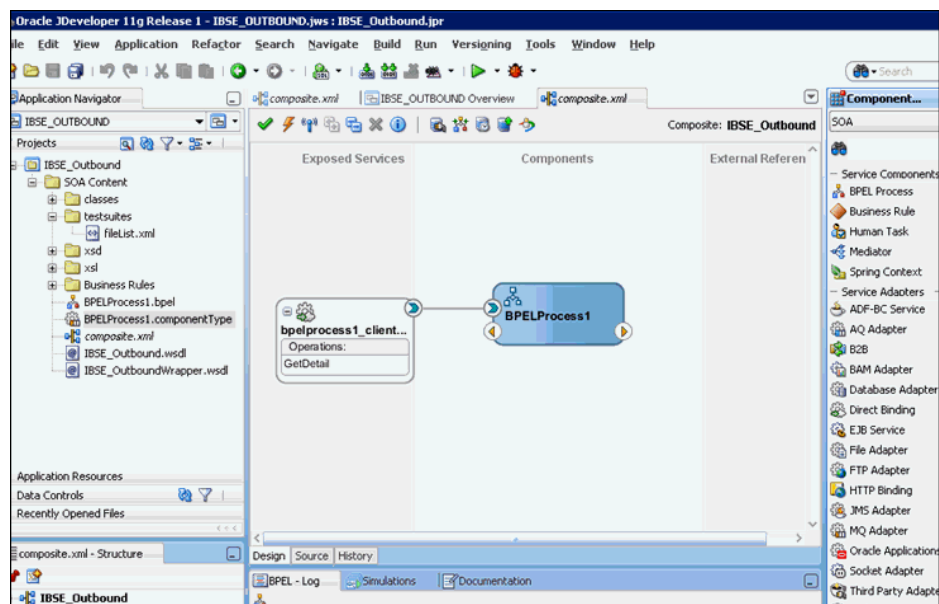 Oracle JDeveloper 11g Release 1 - IBSE_OUTBOUND.jws : IBSE_Outbound.jpr
ile Edit View Application Refactor Search Navigate Build Run Versioning Tools Window Help
Search
Application Navigator
composite.xml
IBSE_OUTBOUND Overview
composite.xml
Component...
IBSE_OUTBOUND
Composite: IBSE_Outbound
SOA
Projects
IBSE_Outbound
SOA Content
classes
testsuites
fileList.xml
xsd
xsl
Business Rules
BPELProcess1.bpel
BPELProcess1.componentType
composite.xml
IBSE_Outbound.wsdl
IBSE_OutboundWrapper.wsdl
Application Resources
Data Controls
Recently Opened Files
composite.xml - Structure
IBSE_Outbound
Exposed Services
Components
External Referen
bpelprocess1_client...
Operations:
GetDetail
BPELProcess1
Design Source History
BPEL - Log
Simulations
Documentation
Service Components
BPEL Process
Business Rule
Human Task
Mediator
Spring Context
Service Adapters
ADF-BC Service
AQ Adapter
B2B
BAM Adapter
Database Adapter
Direct Binding
EJB Service
File Adapter
FTP Adapter
HTTP Binding
JMS Adapter
MQ Adapter
Oracle Applications
Socket Adapter
Third Party Adapte